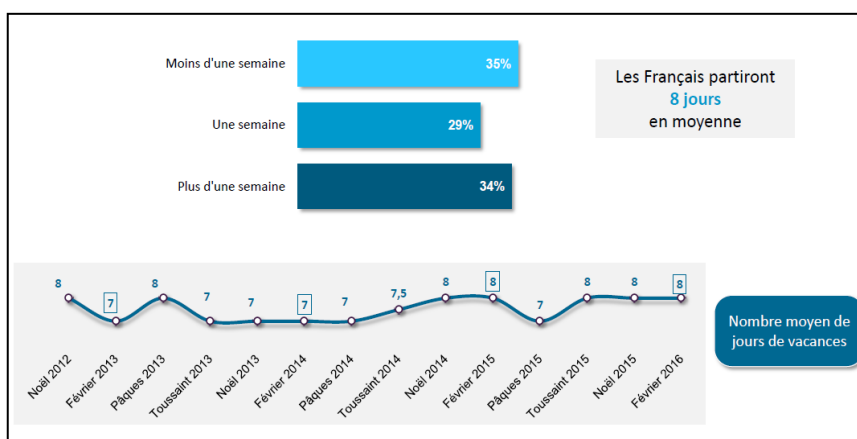 Moins d'une semaine
35%
Une semaine
29%
Plus d'une semaine
34%
Les Français partiront
8 jours
en moyenne
8
7
8
7
7
7
7
7,5
8
8
7
8
8
8
Noël 2012
Février 2013
Pâques 2013
Toussaint 2013
Noël 2013
Février 2014
Pâques 2014
Toussaint 2014
Noël 2014
Février 2015
Pâques 2015
Toussaint 2015
Noël 2015
Février 2016
Nombre moyen de
jours de vacances